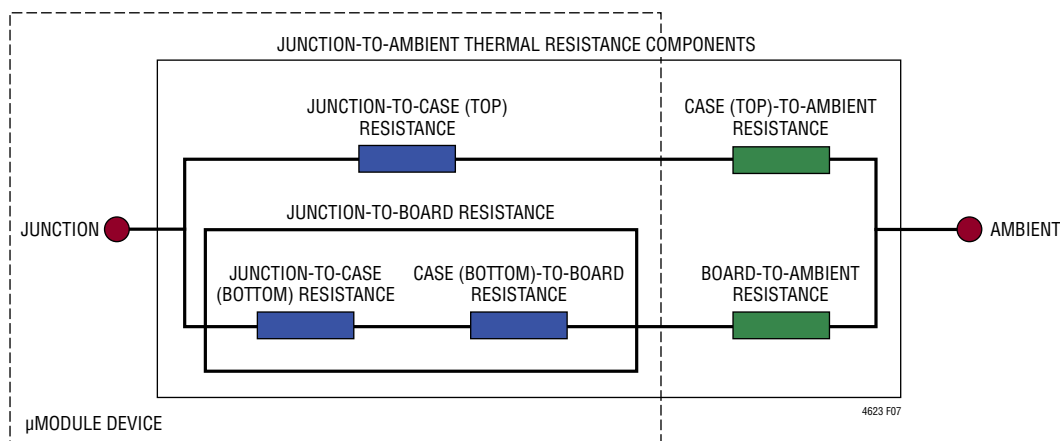 JUNCTION-TO-AMBIENT THERMAL RESISTANCE COMPONENTS
JUNCTION-TO-CASE (TOP)
RESISTANCE
CASE (TOP)-TO-AMBIENT
RESISTANCE
JUNCTION
JUNCTION-TO-BOARD RESISTANCE
AMBIENT
JUNCTION-TO-CASE
(BOTTOM) RESISTANCE
CASE (BOTTOM)-TO-BOARD
RESISTANCE
BOARD-TO-AMBIENT
RESISTANCE
4623 F07
µMODULE DEVICE